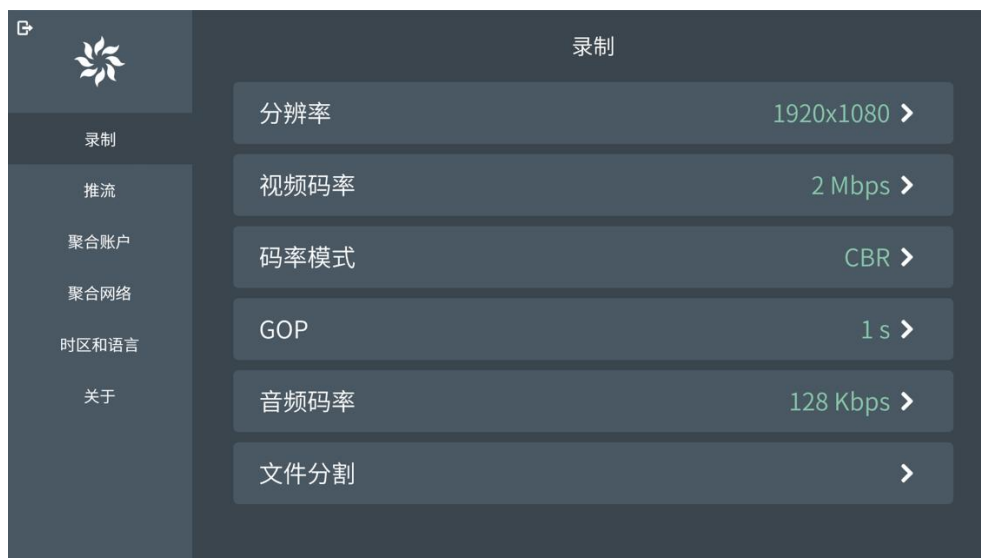 录制
推流
聚合账户
聚合网络
时区和语言
关于
录制
分辨率 1920x1080
视频码率 2 Mbps
码率模式 CBR
GOP 1 s
音频码率 128 Kbps
文件分割